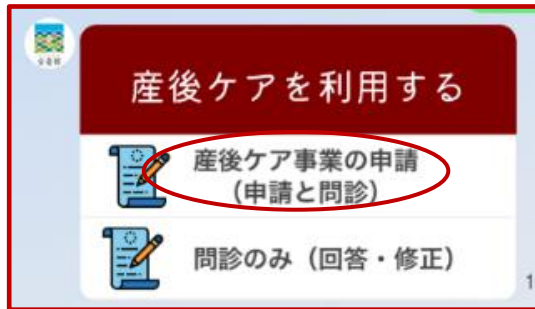 産後ケアを利用する
産後ケア事業の申請
（申請と問診）
問診のみ（回答・修正）
1